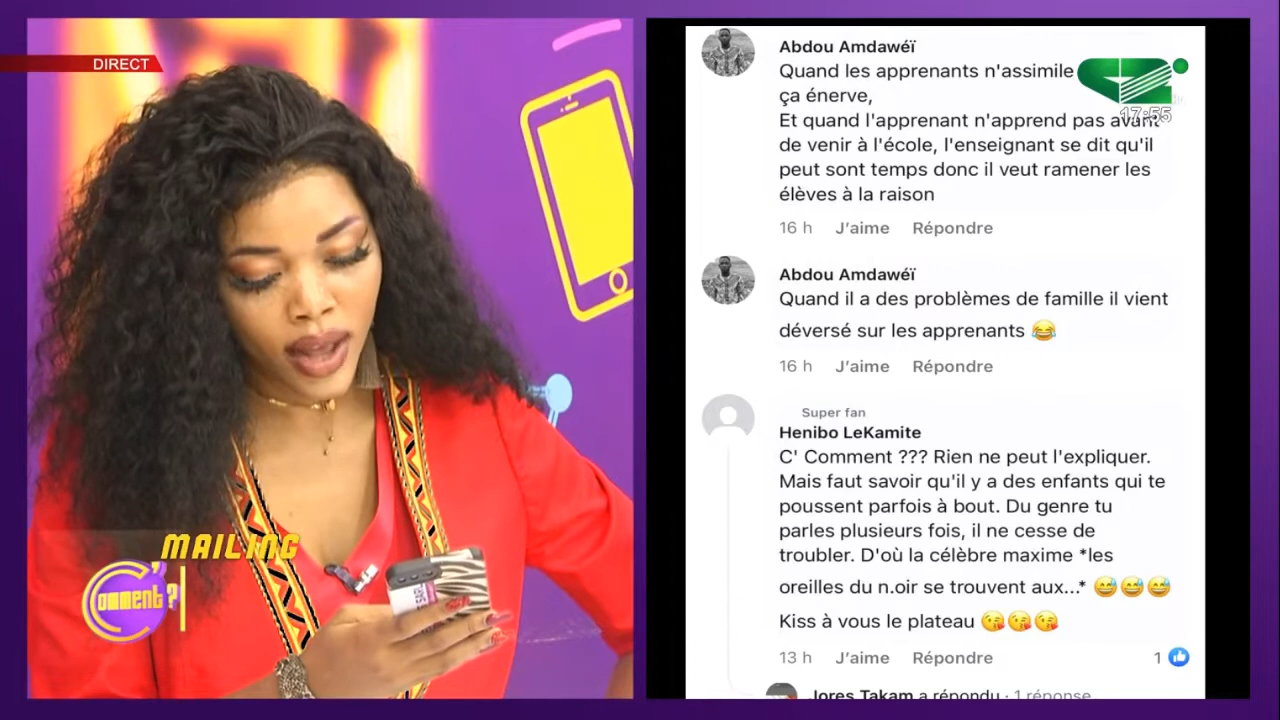 DIRECT
MAILING
C'omment ?
17:55
Abdou Amdaweï
Quand les apprenants n'assimile
ça énerve,
Et quand l'apprenant n'apprend pas avant
de venir à l'école, l'enseignant se dit qu'il
peut sont temps donc il veut ramener les
élèves à la raison
16 h J'aime Répondre
Abdou Amdaweï
Quand il a des problèmes de famille il vient
déversé sur les apprenants 😂
16 h J'aime Répondre
Super fan
Henibo LeKamite
C' Comment ??? Rien ne peut l'expliquer.
Mais faut savoir qu'il y a des enfants qui te
poussent parfois à bout. Du genre tu
parles plusieurs fois, il ne cesse de
troubler. D'où la célèbre maxime *les
oreilles du n.oir se trouvent aux...* 😅😅😅
Kiss à vous le plateau 😘😘😘
13 h J'aime Répondre 1
Jores Takam a répondu · 1 réponse